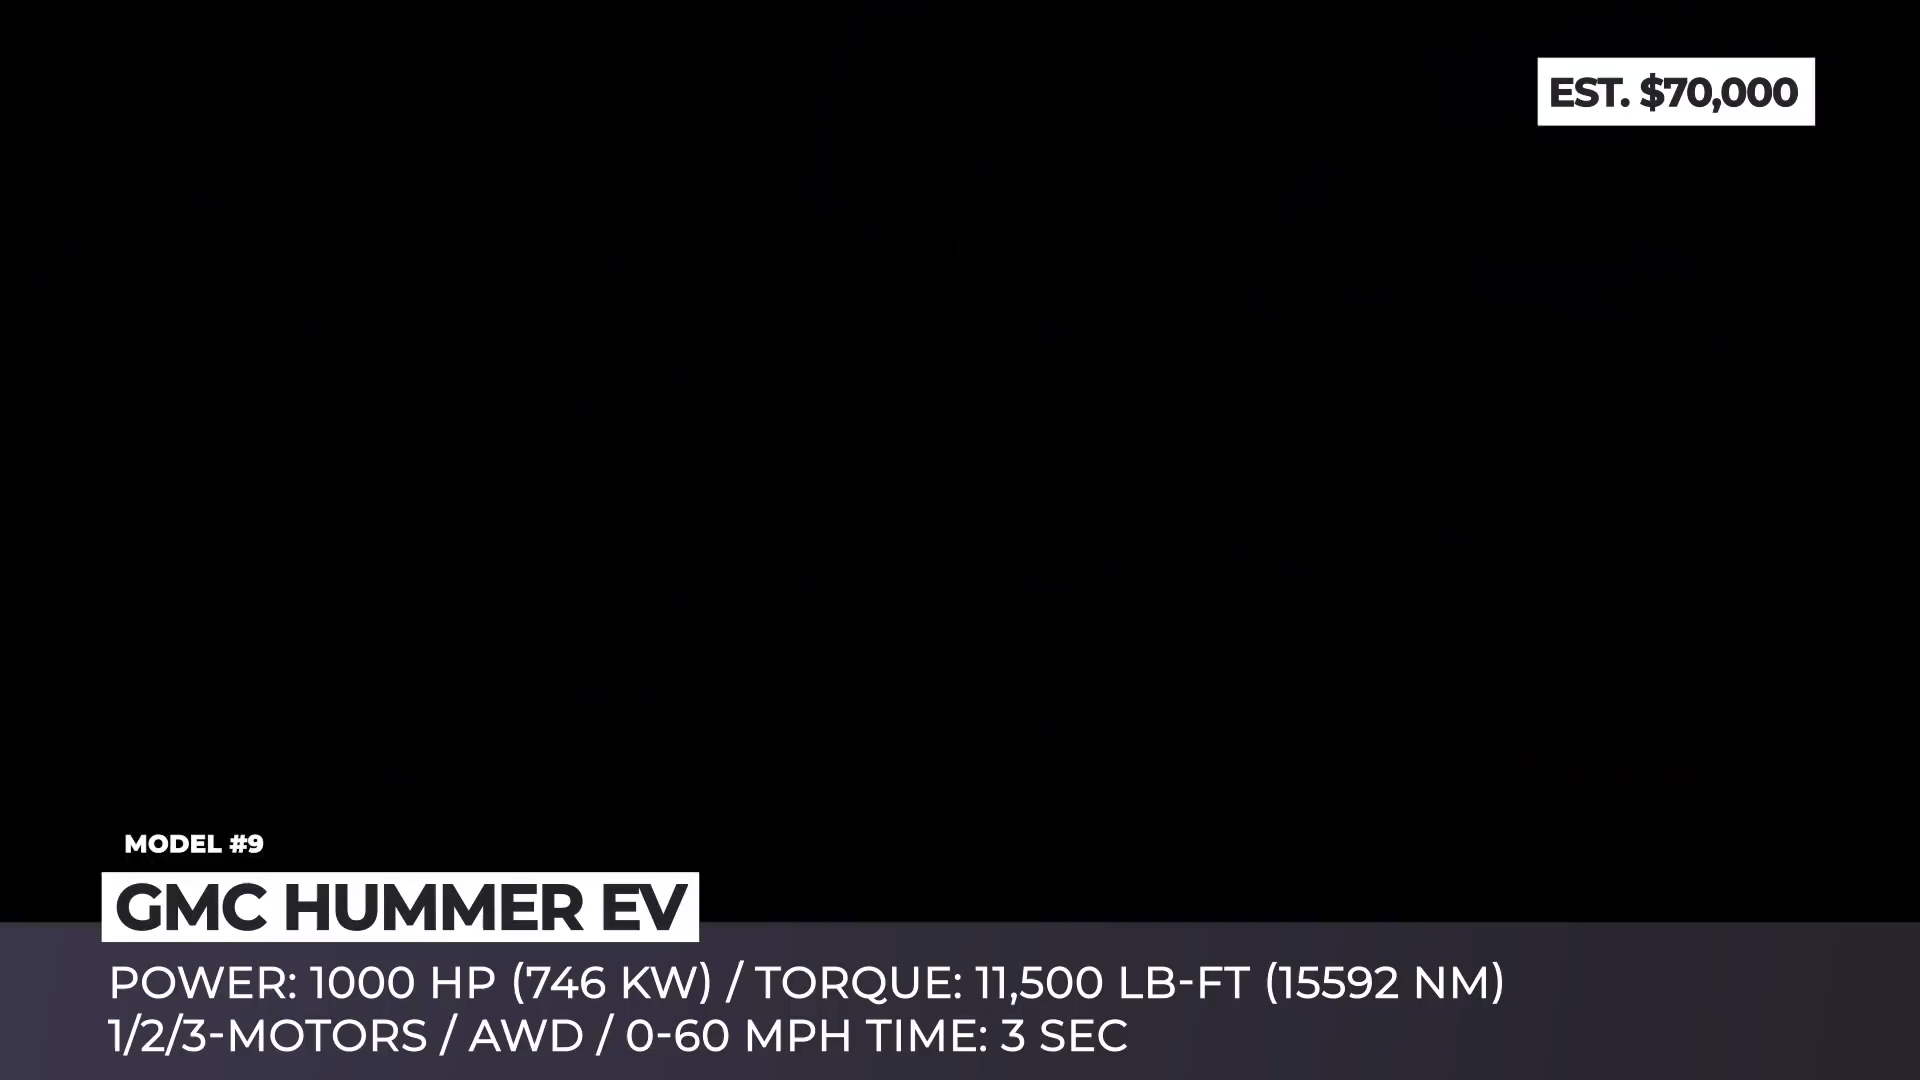 EST. $70,000
MODEL #9
GMC HUMMER EV
POWER: 1000 HP (746 KW) / TORQUE: 11,500 LB-FT (15592 NM)
1/2/3-MOTORS / AWD / 0-60 MPH TIME: 3 SEC